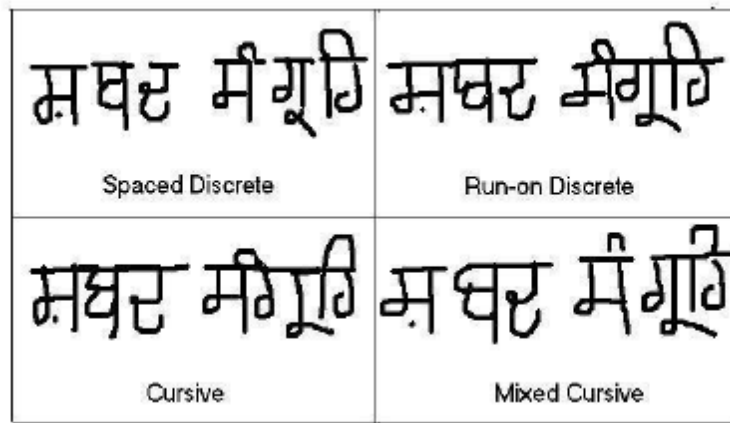 ਸ਼ਬਦ ਸੰਗ੍ਰਹਿ
Spaced Discrete
ਸ਼ਬਦ ਸੰਗ੍ਰਹਿ
Run-on Discrete
ਸ਼ਬਦ ਸੰਗ੍ਰਹਿ
Cursive
ਸ਼ਬਦ ਸੰਗ੍ਰਹਿ
Mixed Cursive